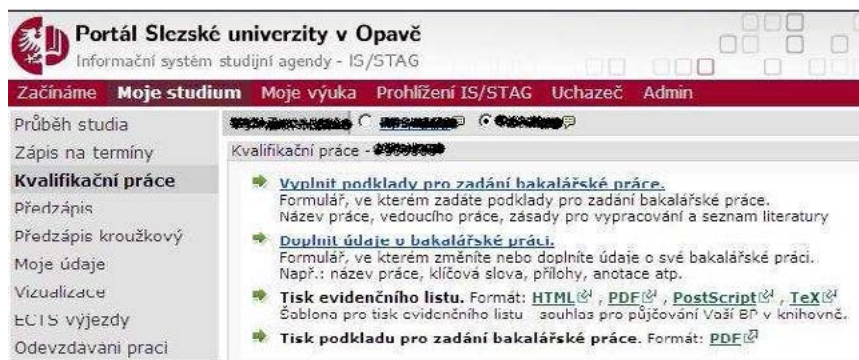 Portál Slezské univerzity v Opavě
Informační systém studijní agendy - IS/STAG
Začínáme Moje studium Moje výuka Prohlížení IS/STAG Uchazeč Admin
Průběh studia
Zápis na termíny
Kvalifikační práce
Předzápis
Předzápis kroužkový
Moje údaje
Vizualizace
ECTS výjezdy
Odevzdávání prací
Kvalifikační práce -
Vyplnit podklady pro zadání bakalářské práce.
Formulář, ve kterém zadáte podklady pro zadání bakalářské práce.
Název práce, vedoucího práce, zásady pro vypracování a seznam literatury
Doplnit údaje o bakalářské práci.
Formulář, ve kterém změníte nebo doplníte údaje o své bakalářské práci.
Např.: název práce, klíčová slova, přílohy, anotace atp.
Tisk evidenčního listu. Formát: HTML , PDF , PostScript , TeX
Šablona pro tisk evidenčního listu souhlas pro půjčování Vaší BP v knihovně.
Tisk podkladu pro zadání bakalářské práce. Formát: PDF